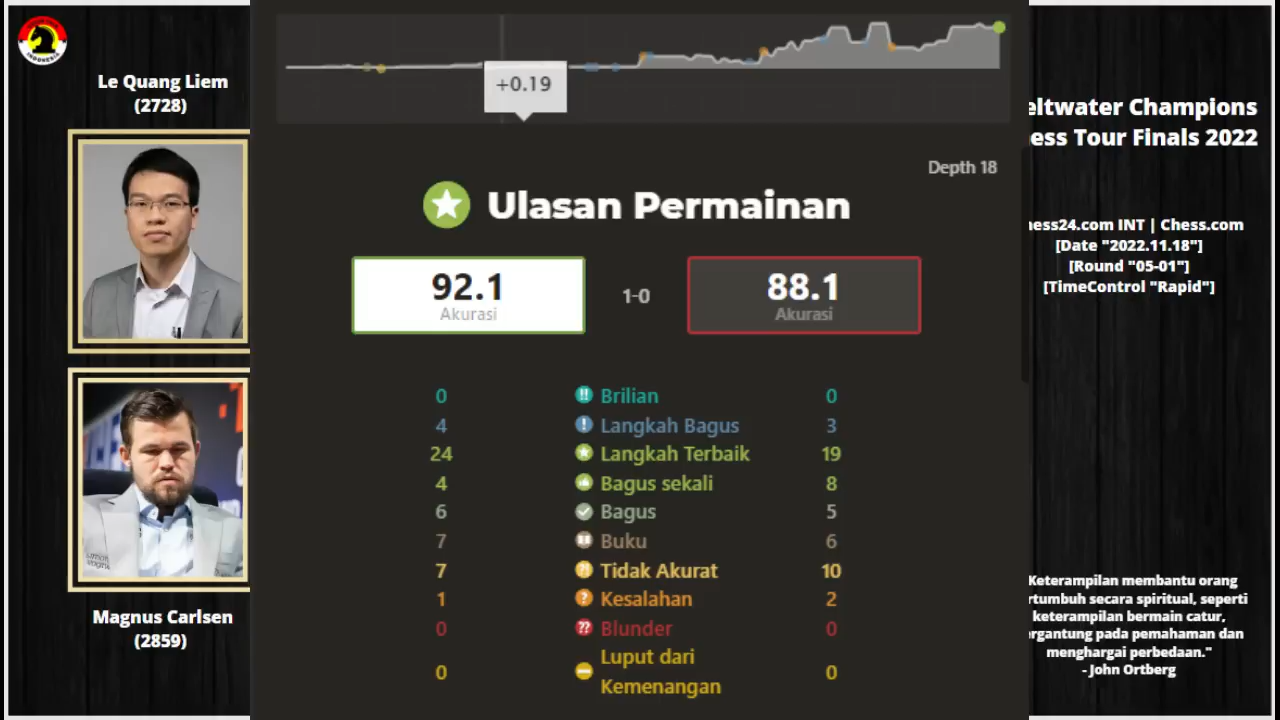 INDONESIA
Le Quang Liem
(2728)
Magnus Carlsen
(2859)
+0.19
Depth 18
Ulasan Permainan
92.1
Akurasi
1-0
88.1
Akurasi
0 Brilian 0
4 Langkah Bagus 3
24 Langkah Terbaik 19
4 Bagus sekali 8
6 Bagus 5
7 Buku 6
7 Tidak Akurat 10
1 Kesalahan 2
0 Blunder 0
0 Luput dari
Kemenangan 0
eltwater Champions
ess Tour Finals 2022
hess24.com INT | Chess.com
[Date "2022.11.18"]
[Round "05-01"]
[TimeControl "Rapid"]
Keterampilan membantu orang
rtumbuh secara spiritual, seperti
keterampilan bermain catur,
ergantung pada pemahaman dan
menghargai perbedaan."
- John Ortberg